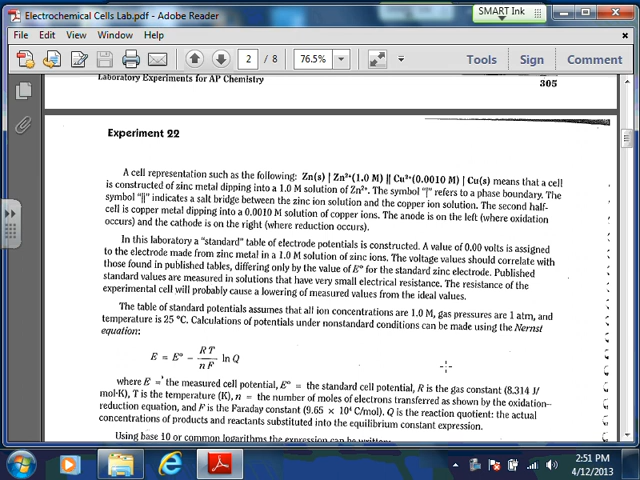 Electrochemical Cells Lab.pdf - Adobe Reader
SMART Ink
File Edit View Window Help
2 / 8 76.5% Tools Sign Comment
Laboratory Experiments for AP Chemistry
305
Experiment 22
A cell representation such as the following: Zn(s) | Zn²⁺(1.0 M) || Cu²⁺(0.0010 M) | Cu(s) means that a cell
is constructed of zinc metal dipping into a 1.0 M solution of Zn²⁺. The symbol "|" refers to a phase boundary. The
symbol "||" indicates a salt bridge between the zinc ion solution and the copper ion solution. The second half-
cell is copper metal dipping into a 0.0010 M solution of copper ions. The anode is on the left (where oxidation
occurs) and the cathode is on the right (where reduction occurs).
In this laboratory a "standard" table of electrode potentials is constructed. A value of 0.00 volts is assigned
to the electrode made from zinc metal in a 1.0 M solution of zinc ions. The voltage values should correlate with
those found in published tables, differing only by the value of E° for the standard zinc electrode. Published
standard values are measured in solutions that have very small electrical resistance. The resistance of the
experimental cell will probably cause a lowering of measured values from the ideal values.
The table of standard potentials assumes that all ion concentrations are 1.0 M, gas pressures are 1 atm, and
temperature is 25 °C. Calculations of potentials under nonstandard conditions can be made using the Nernst
equation:
E = E° − RT/nF ln Q
where E = the measured cell potential, E° = the standard cell potential, R is the gas constant (8.314 J/
mol·K), T is the temperature (K), n = the number of moles of electrons transferred as shown by the oxidation–
reduction equation, and F is the Faraday constant (9.65 × 10⁴ C/mol). Q is the reaction quotient: the actual
concentrations of products and reactants substituted into the equilibrium constant expression.
Using base 10 or common logarithms the expression can be written:
2:51 PM
4/12/2013